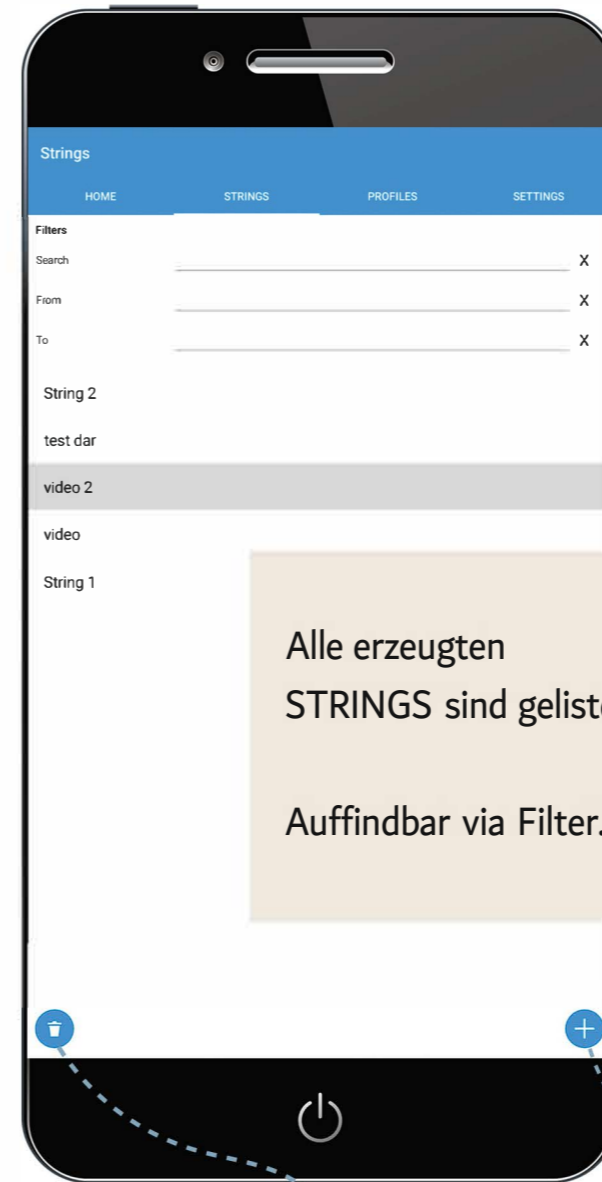 Strings
HOME STRINGS PROFILES SETTINGS
Filters
Search X
From X
To X
String 2
test dar
video 2
video
String 1
Alle erzeugten
STRINGS sind
Auffindbar via Filter.